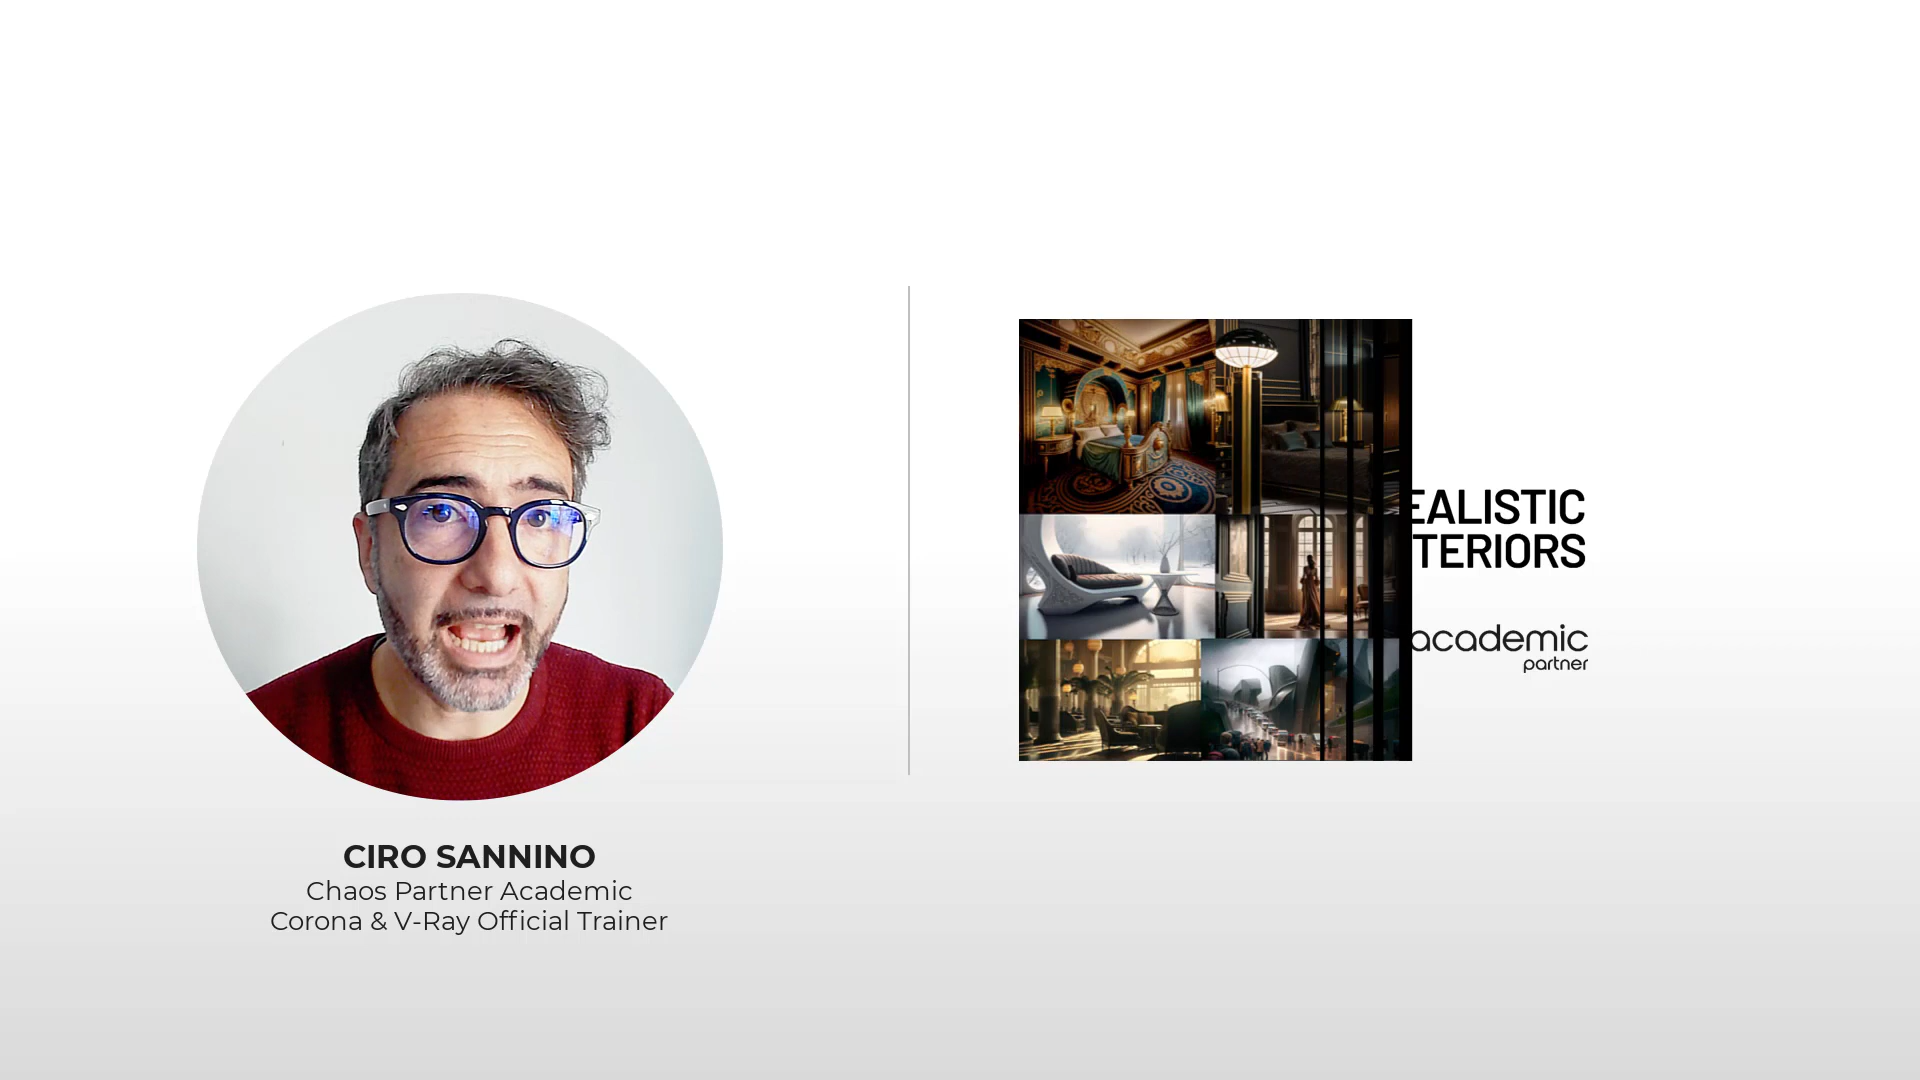 CIRO SANNINO
Chaos Partner Academic
Corona & V-Ray Official Trainer
EALISTIC
TERIORS
academic
partner